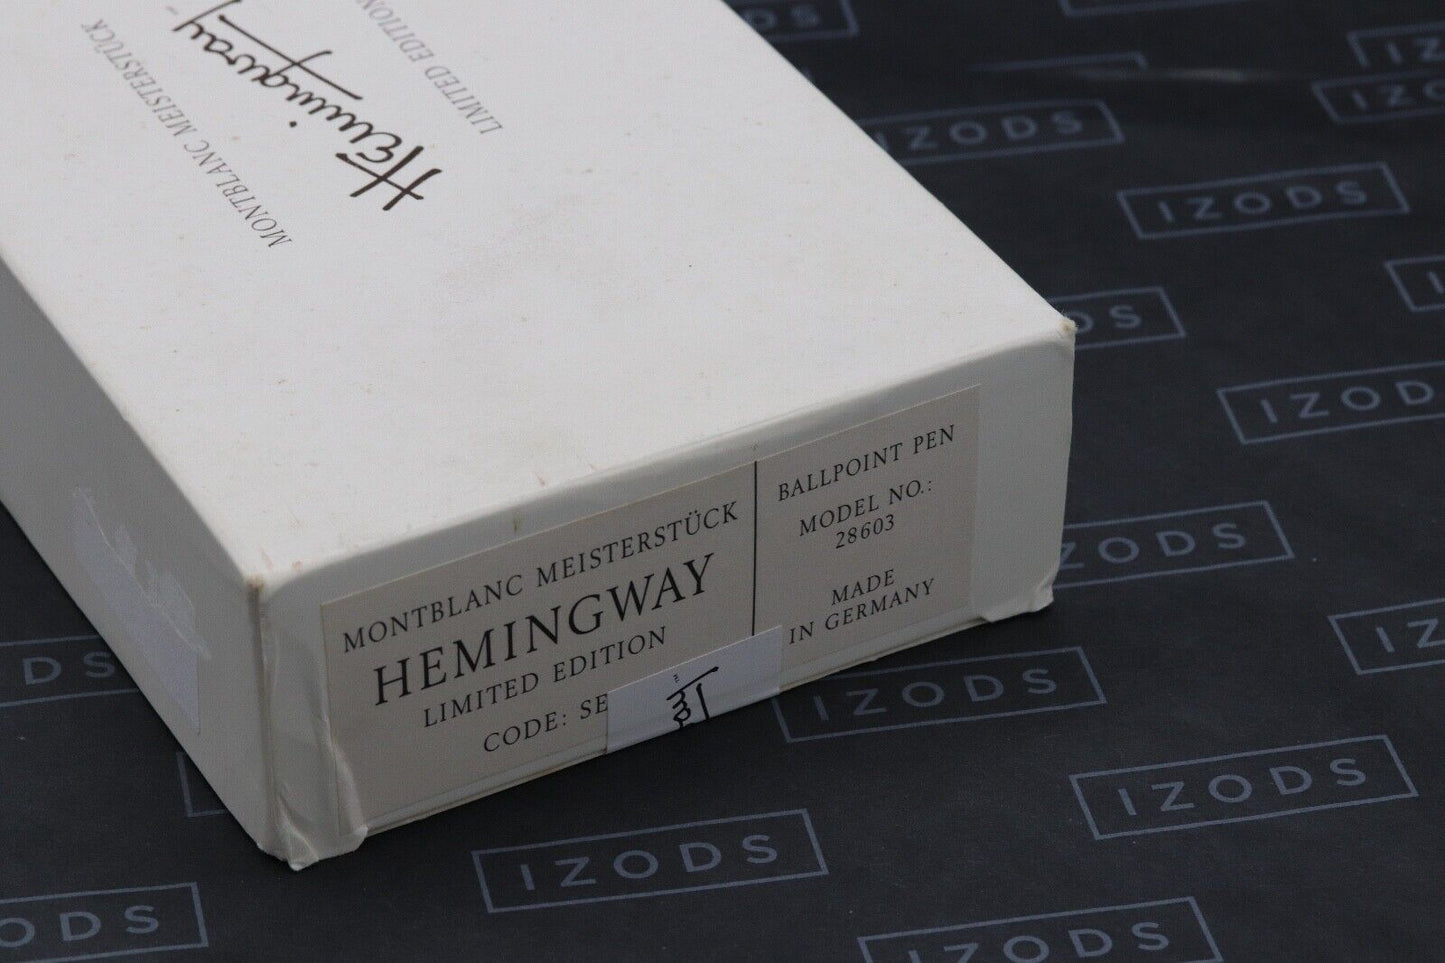 MONTBLANC MEISTERSTÜCK
Hemingway
LIMITED EDITION
MONTBLANC MEISTERSTÜCK
HEMINGWAY
LIMITED EDITION
CODE: SE
BALLPOINT PEN
MODEL NO.:
28603
MADE
IN GERMANY
IZODS
IZODS
IZODS
IZODS
IZODS
IZODS
IZODS
IZODS